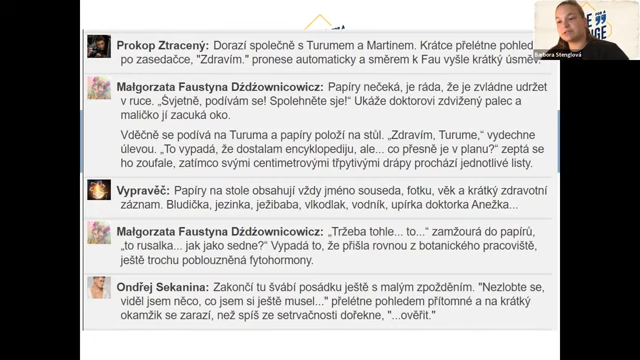 Prokop Ztracený: Dorazí společně s Turumem a Martinem. Krátce přelétne pohled
po zasedačce, "Zdravím." pronese automaticky a směrem k Fau vyšle krátký úsměv.
Małgorzata Faustyna Dźdźownicowicz: Papíry nečeká, je ráda, že je zvládne udržet
v ruce. „Svjetně, podívám se! Spolehněte sje!“ Ukáže doktorovi zdvižený palec a
maličko jí zacuká oko.
Vděčně se podívá na Turuma a papíry položí na stůl. „Zdravím, Turume,“ vydechne
úlevou. „To vypadá, že dostalam encyklopediju, ale... co přesně je v planu?“ zeptá se
ho zoufale, zatímco svými centimetrovými třpytivými drápy prochází jednotlivé listy.
Vypravěč: Papíry na stole obsahují vždy jméno souseda, fotku, věk a krátký zdravotní
záznam. Bludička, jezinka, ježibaba, vlkodlak, vodník, upírka doktorka Anežka...
Małgorzata Faustyna Dźdźownicowicz: „Tržeba tohle... to...“ zamžourá do papírů,
„to rusalka... jak jako sedne?“ Vypadá to, že přišla rovnou z botanického pracoviště,
ještě trochu poblouzněná fytohormony.
Ondřej Sekanina: Zakončí tu švábí posádku ještě s malým zpožděním. "Nezlobte se,
viděl jsem něco, co jsem si ještě musel..." přelétne pohledem přítomné a na krátký
okamžik se zarazí, než spíš ze setrvačnosti dořekne, "...ověřit."
Barbora Stenglová